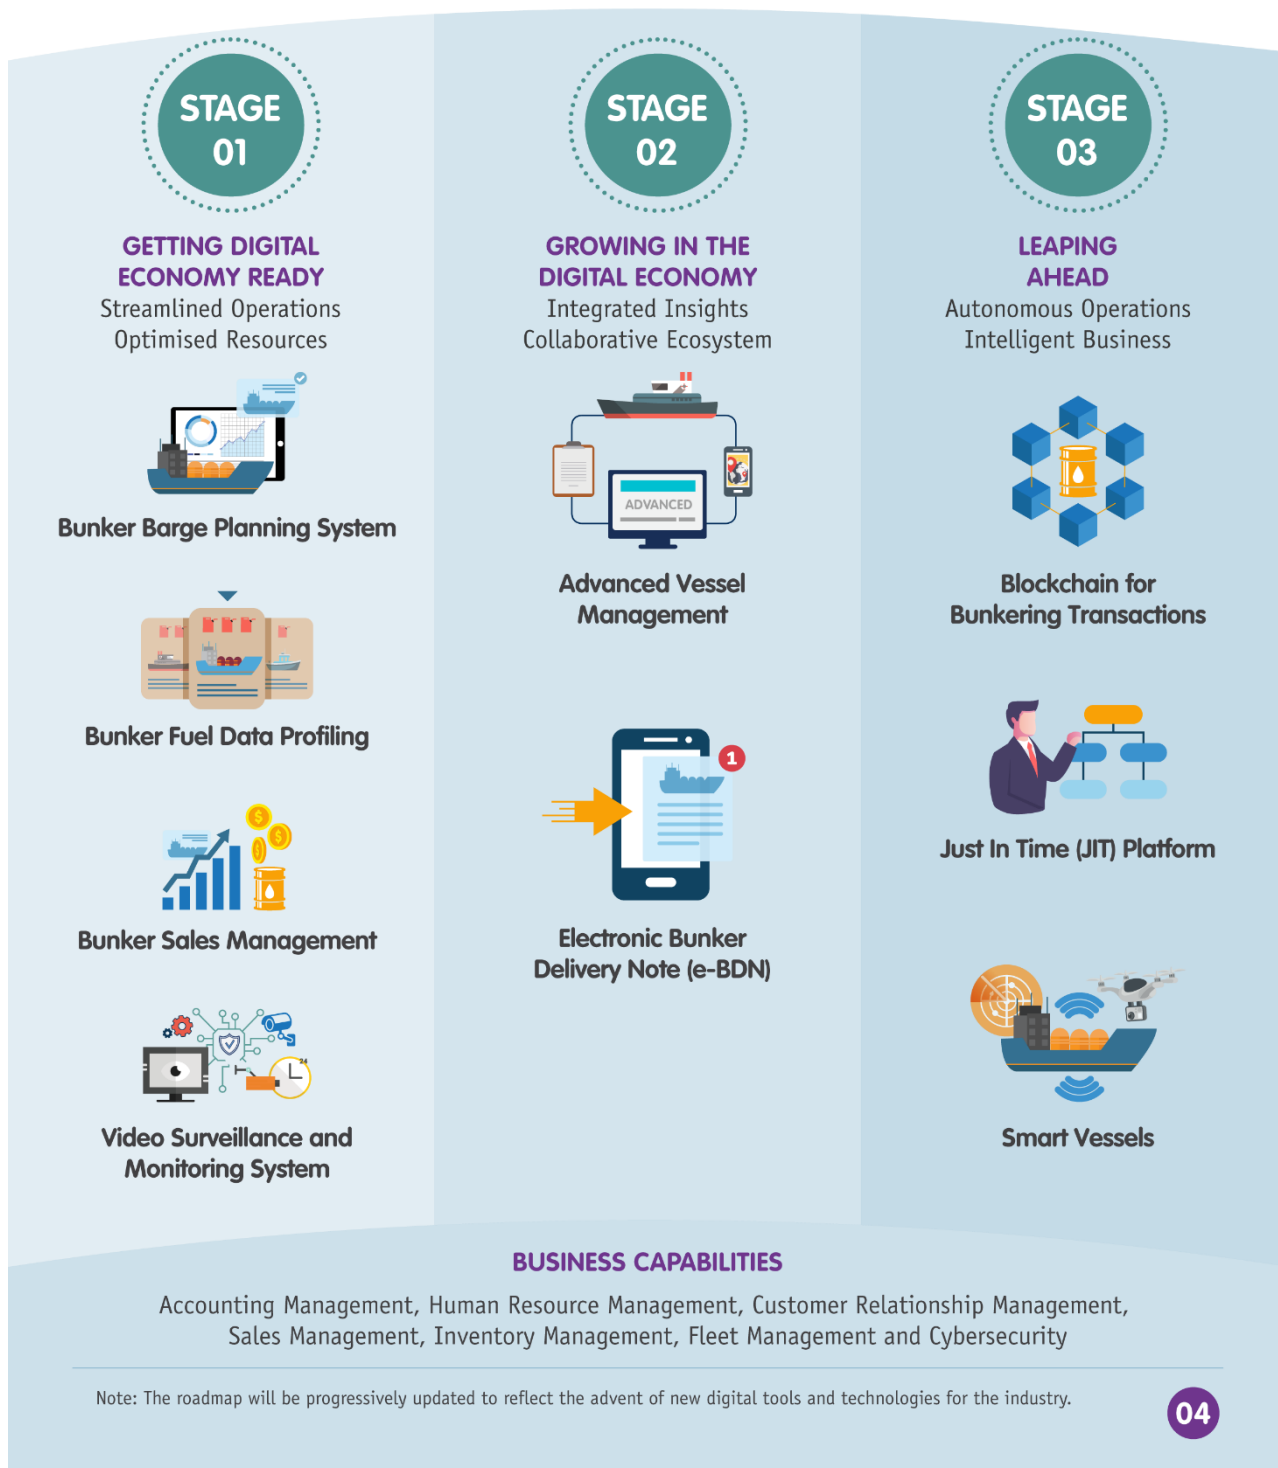 STAGE
01
GETTING DIGITAL
ECONOMY READY
Streamlined Operations
Optimised Resources
Bunker Barge Planning System
Bunker Fuel Data Profiling
Bunker Sales Management
24
Video Surveillance and
Monitoring System
STAGE
02
GROWING IN THE
DIGITAL ECONOMY
Integrated Insights
Collaborative Ecosystem
ADVANCED
Advanced Vessel
Management
1
Electronic Bunker
Delivery Note (e-BDN)
STAGE
03
LEAPING
AHEAD
Autonomous Operations
Intelligent Business
Blockchain for
Bunkering Transactions
Just In Time (JIT) Platform
Smart Vessels
BUSINESS CAPABILITIES
Accounting Management, Human Resource Management, Customer Relationship Management,
Sales Management, Inventory Management, Fleet Management and Cybersecurity
Note: The roadmap will be progressively updated to reflect the advent of new digital tools and technologies for the industry.
04